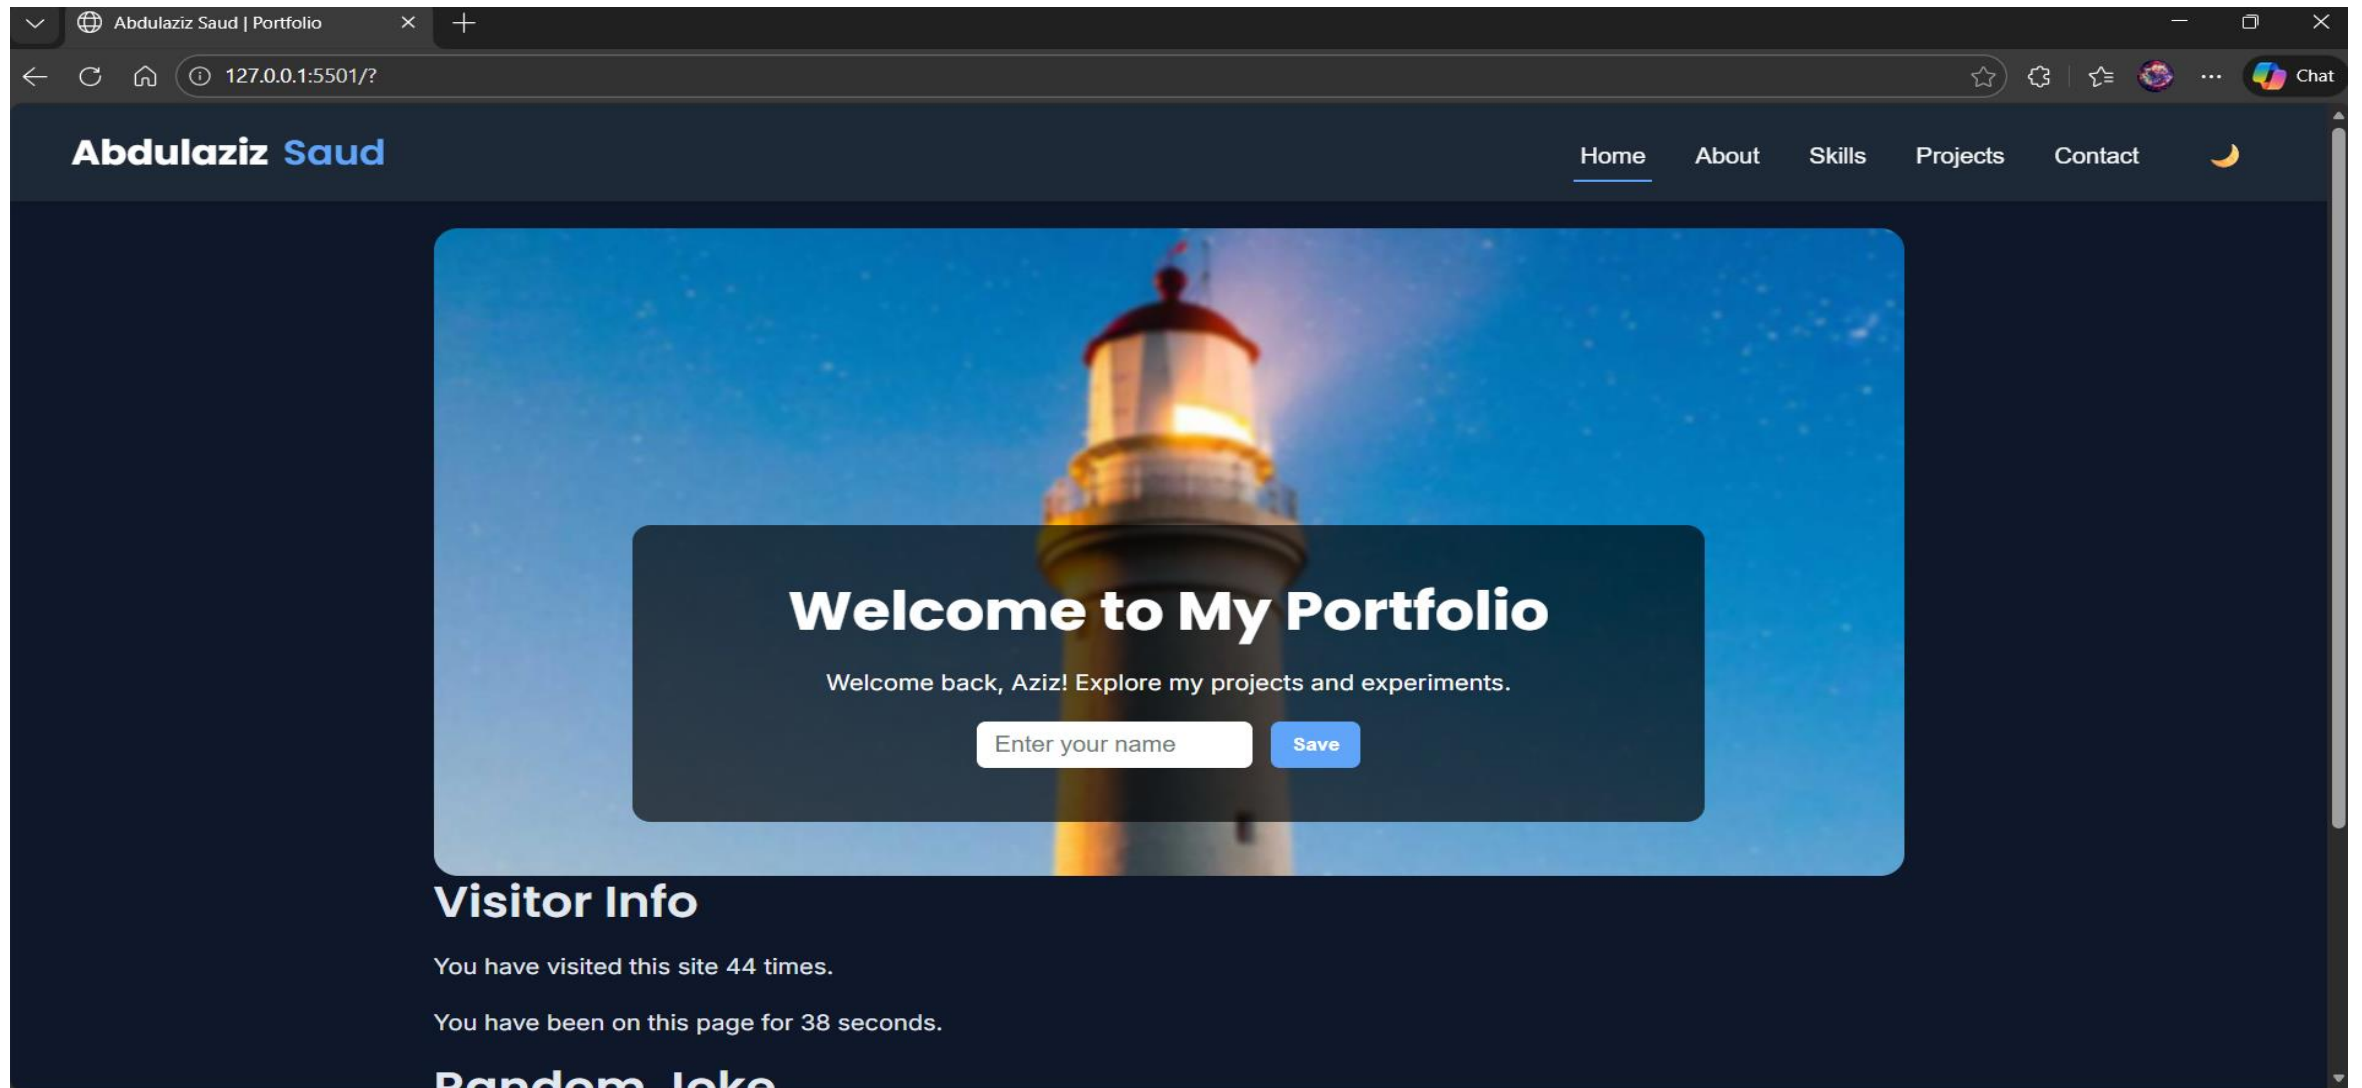 Abdulaziz Saud | Portfolio
127.0.0.1:5501/?
Chat
Abdulaziz Saud
Home About Skills Projects Contact
Welcome to My Portfolio
Welcome back, Aziz! Explore my projects and experiments.
Enter your name Save
Visitor Info
You have visited this site 44 times.
You have been on this page for 38 seconds.
Random Joke